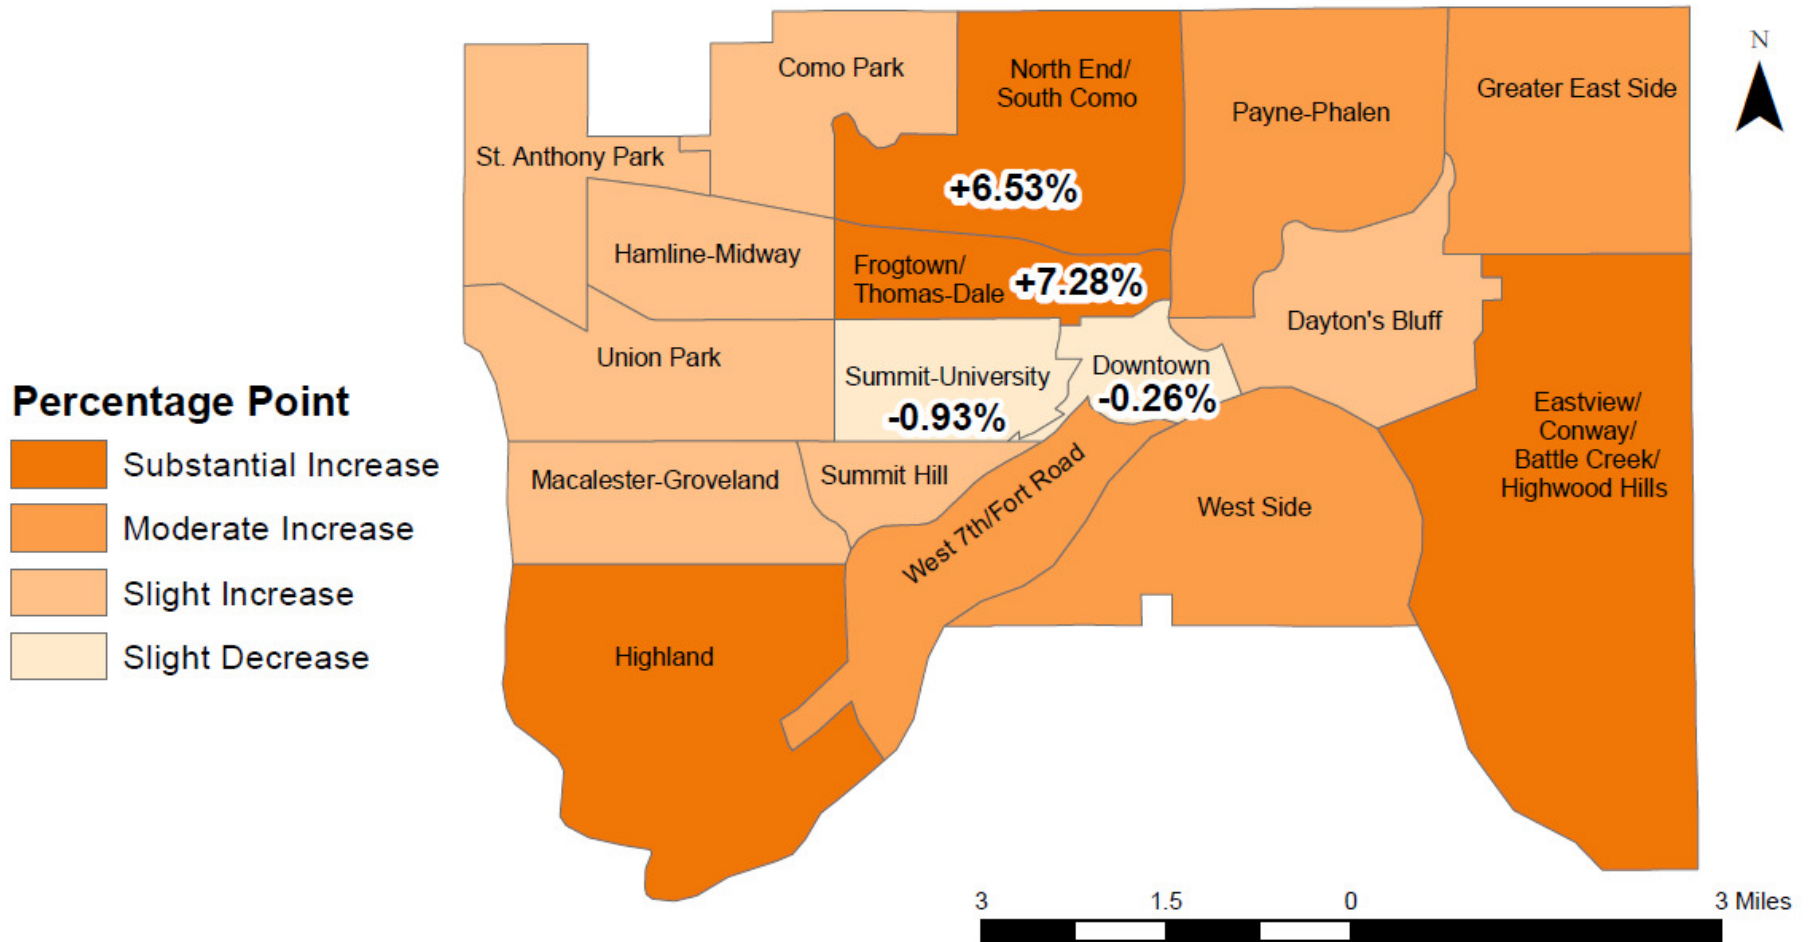 N
Como Park
North End/
South Como
Payne-Phalen
Greater East Side
St. Anthony Park
+6.53%
Hamline-Midway
Frogtown/
Thomas-Dale
+7.28%
Dayton's Bluff
Union Park
Summit-University
-0.93%
Downtown
-0.26%
Percentage Point
Substantial Increase
Moderate Increase
Slight Increase
Slight Decrease
Macalester-Groveland
Summit Hill
West 7th/Fort Road
West Side
Eastview/
Conway/
Battle Creek/
Highwood Hills
Highland
3 1.5 0 3 Miles